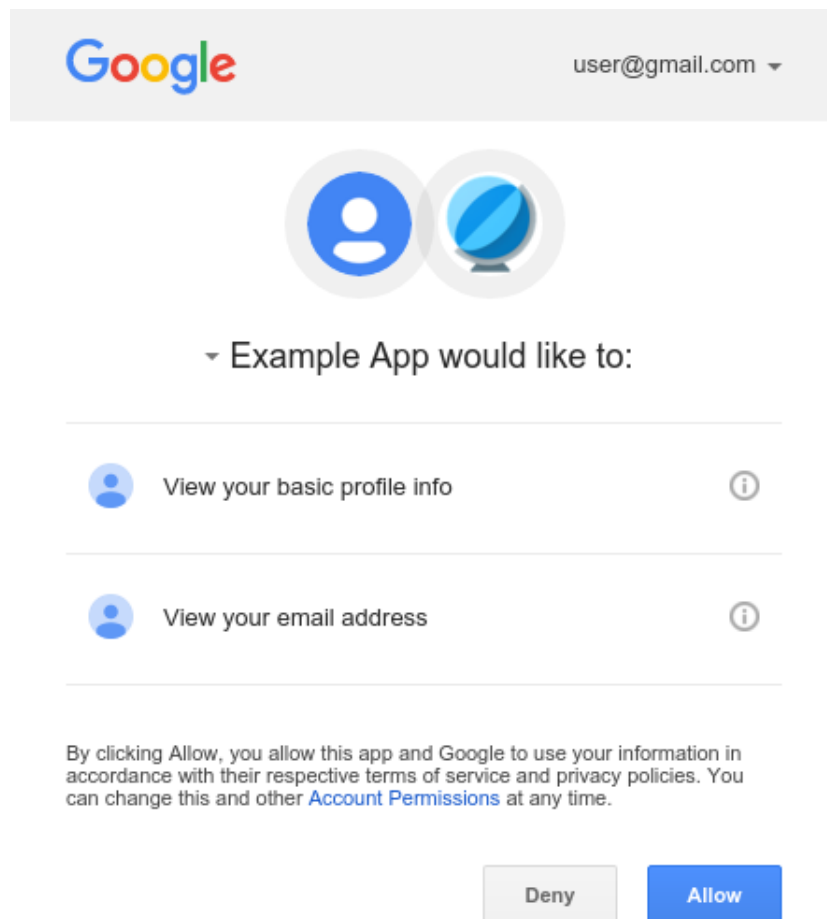 Google
user@gmail.com
Example App would like to:
View your basic profile info
View your email address
By clicking Allow, you allow this app and Google to use your information in
accordance with their respective terms of service and privacy policies. You
can change this and other Account Permissions at any time.
Deny
Allow